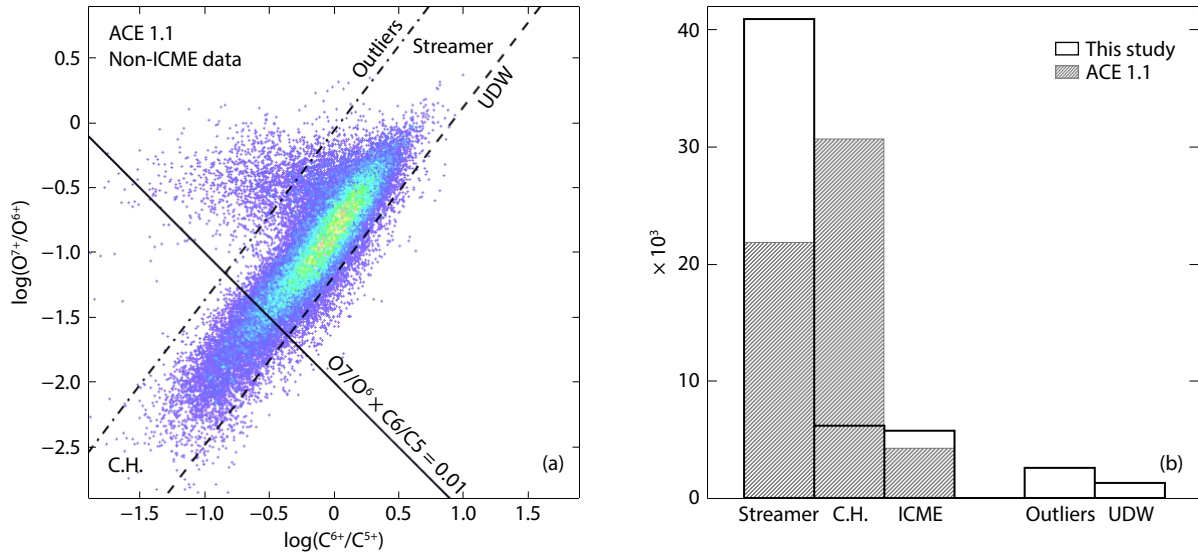 ACE 1.1
Non-ICME data
Outliers
Streamer
UDW
0.5
0
−0.5
−1.0
−1.5
−2.0
−2.5
log(O⁷⁺/O⁶⁺)
O7/O⁶ × C6/C5 = 0.01
C.H.
(a)
−1.5
−1.0
−0.5
0
0.5
1.0
1.5
log(C⁶⁺/C⁵⁺)
40
30
20
10
0
× 10³
This study
ACE 1.1
(b)
Streamer
C.H.
ICME
Outliers
UDW